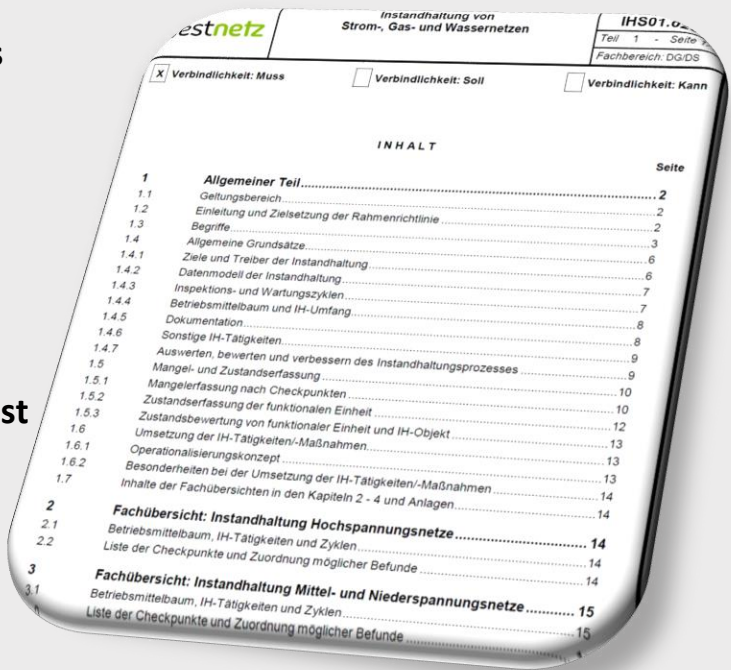 s
st
estnetz
Instandhaltung von
Strom-, Gas- und Wassernetzen
IHS01.0
Teil 1 - Seite
Fachbereich: DG/DS
X Verbindlichkeit: Muss
Verbindlichkeit: Soll
Verbindlichkeit: Kann
INHALT
Seite
1 Allgemeiner Teil 2
1.1 Geltungsbereich 2
1.2 Einleitung und Zielsetzung der Rahmenrichtlinie 2
1.3 Begriffe 3
1.4 Allgemeine Grundsätze 6
1.4.1 Ziele und Treiber der Instandhaltung 6
1.4.2 Datenmodell der Instandhaltung 7
1.4.3 Inspektions- und Wartungszyklen 7
1.4.4 Betriebsmittelbaum und IH-Umfang 8
1.4.5 Dokumentation 8
1.4.6 Sonstige IH-Tätigkeiten 9
1.4.7 Auswerten, bewerten und verbessern des Instandhaltungsprozesses 9
1.5 Mangel- und Zustandserfassung 10
1.5.1 Mangelerfassung nach Checkpunkten 10
1.5.2 Zustandserfassung der funktionalen Einheit 12
1.5.3 Zustandsbewertung von funktionaler Einheit und IH-Objekt 13
1.6 Umsetzung der IH-Tätigkeiten/-Maßnahmen 13
1.6.1 Operationalisierungskonzept 13
1.6.2 Besonderheiten bei der Umsetzung der IH-Tätigkeiten/-Maßnahmen 14
1.7 Inhalte der Fachübersichten in den Kapiteln 2 - 4 und Anlagen 14
2 Fachübersicht: Instandhaltung Hochspannungsnetze 14
2.1 Betriebsmittelbaum, IH-Tätigkeiten und Zyklen 14
2.2 Liste der Checkpunkte und Zuordnung möglicher Befunde 14
3 Fachübersicht: Instandhaltung Mittel- und Niederspannungsnetze 15
3.1 Betriebsmittelbaum, IH-Tätigkeiten und Zyklen 15
Liste der Checkpunkte und Zuordnung möglicher Befunde